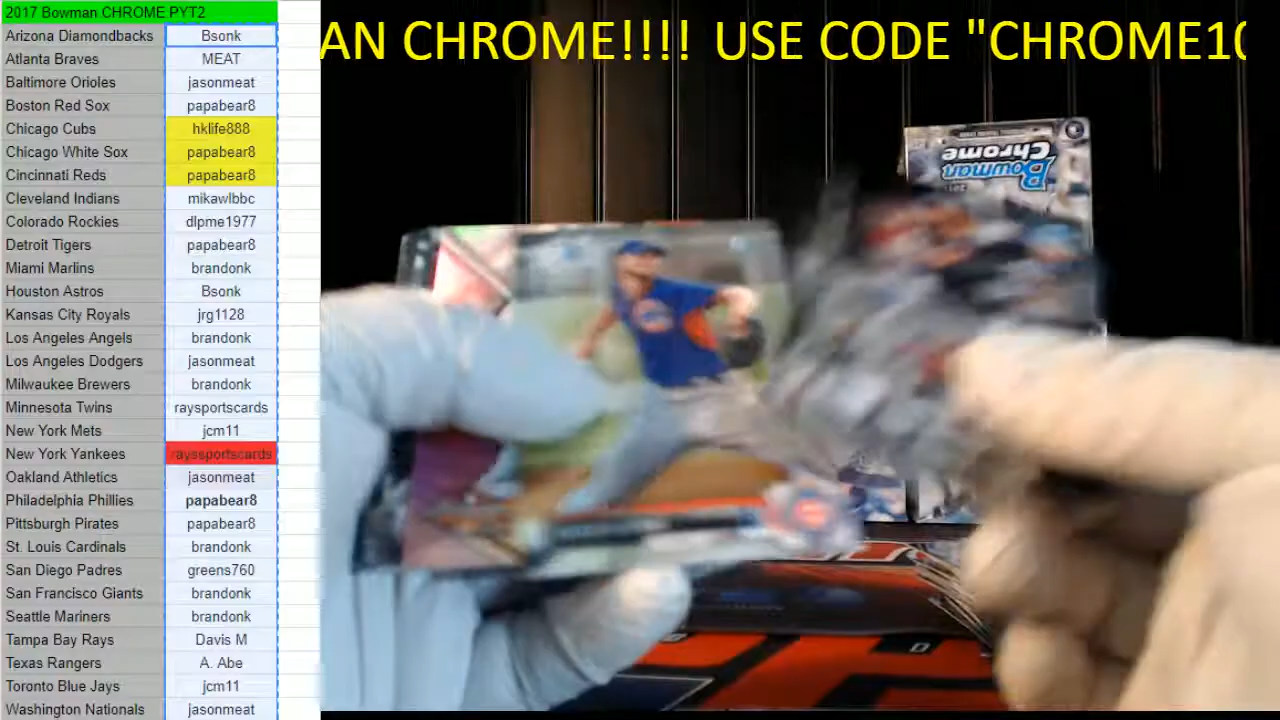 2017 Bowman CHROME PYT2
Arizona Diamondbacks Bsonk
Atlanta Braves MEAT
Baltimore Orioles jasonmeat
Boston Red Sox papabear8
Chicago Cubs hklife888
Chicago White Sox papabear8
Cincinnati Reds papabear8
Cleveland Indians mikawlbbc
Colorado Rockies dlpme1977
Detroit Tigers papabear8
Miami Marlins brandonk
Houston Astros Bsonk
Kansas City Royals jrg1128
Los Angeles Angels brandonk
Los Angeles Dodgers jasonmeat
Milwaukee Brewers brandonk
Minnesota Twins raysportscards
New York Mets jcm11
New York Yankees rayssportscards
Oakland Athletics jasonmeat
Philadelphia Phillies papabear8
Pittsburgh Pirates papabear8
St. Louis Cardinals brandonk
San Diego Padres greens760
San Francisco Giants brandonk
Seattle Mariners brandonk
Tampa Bay Rays Davis M
Texas Rangers A. Abe
Toronto Blue Jays jcm11
Washington Nationals jasonmeat
AN CHROME!!!! USE CODE "CHROME10
Bowman
Chrome